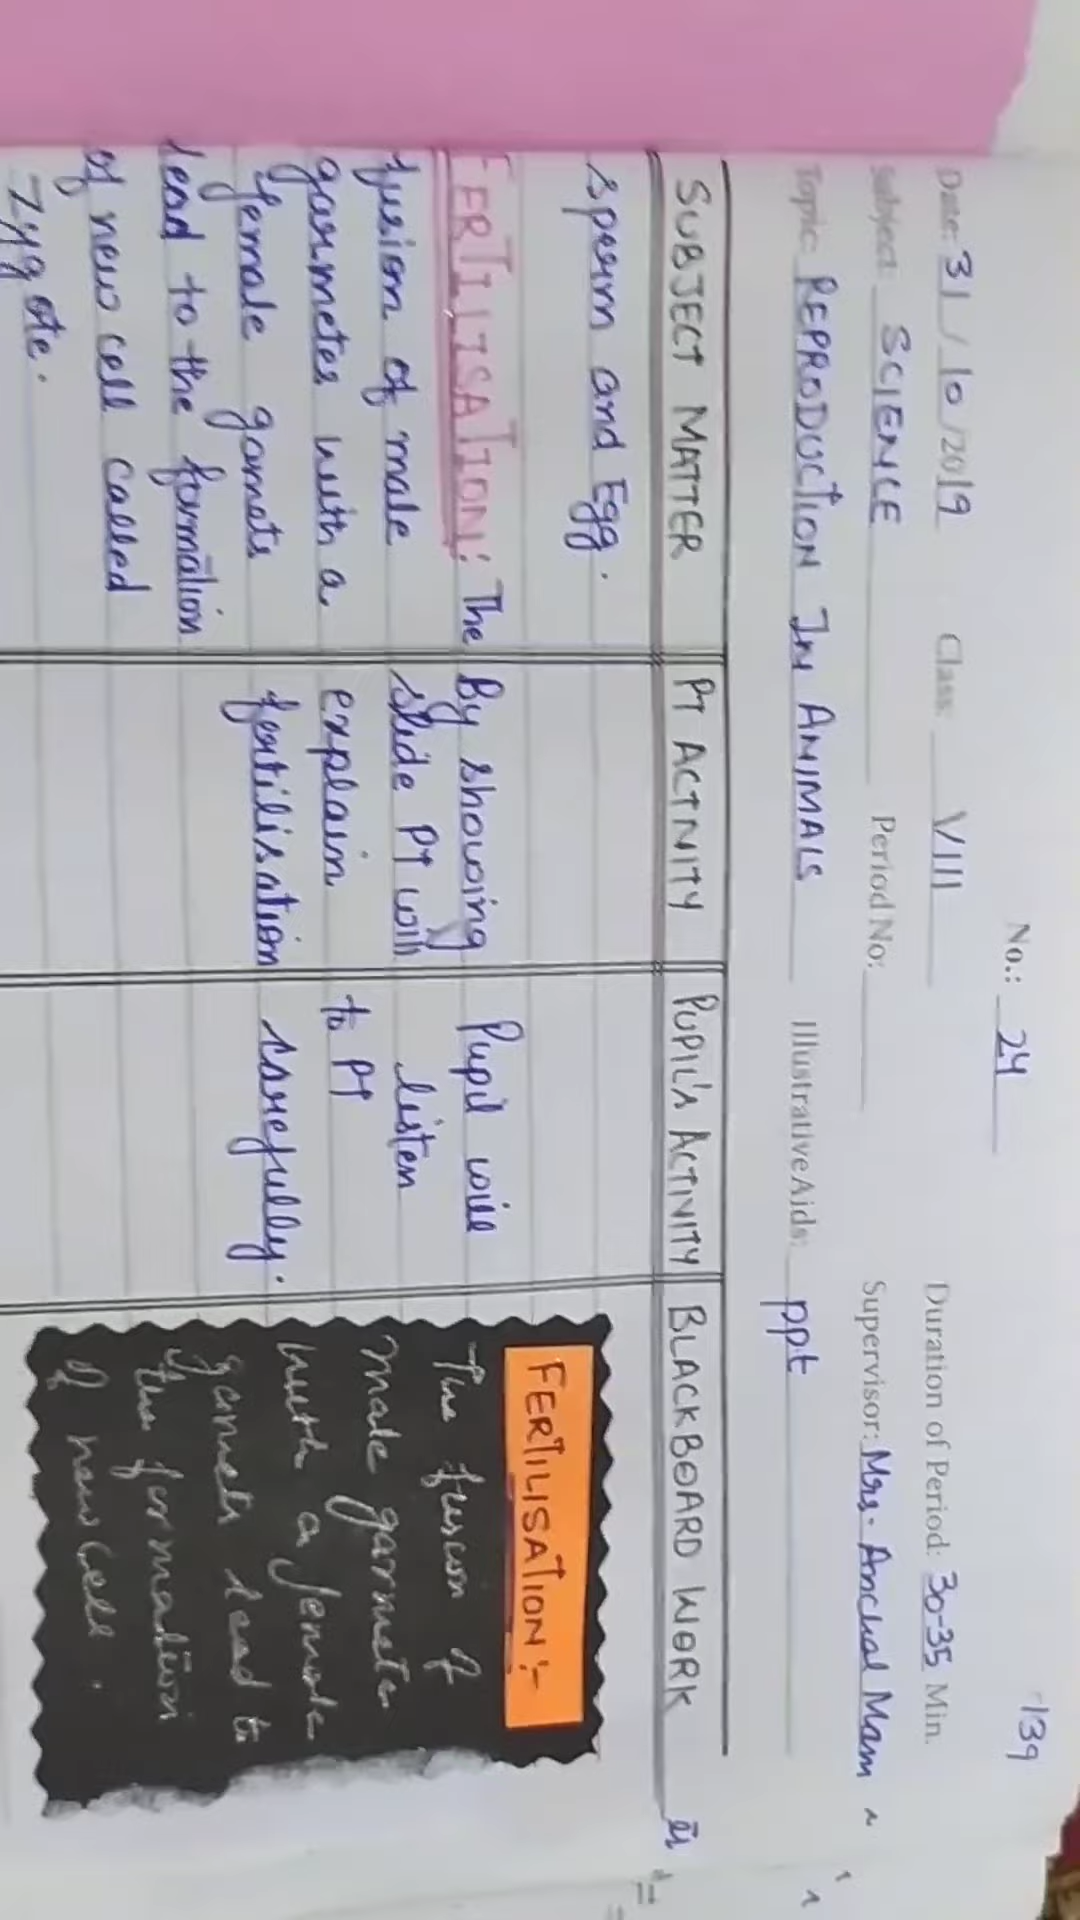 No.: 24
139
Date: 31/10/2019 Class: VIII Duration of Period: 30-35 Min.
Subject: SCIENCE Period No: Supervisor: Mrs. Anchal Mam
Topic: REPRODUCTION IN ANIMALS Illustrative Aids: ppt
SUBJECT MATTER
sperm and Egg.
FERTILISATION: The
fusion of male
garmetes with a
female gamets
lead to the formation
of new cell called
Zygote.
PT ACTIVITY
By showing
slide PT will
explain
fertilisation
PUPIL'S ACTIVITY
Pupil will
listen
to PT
carefully.
BLACKBOARD WORK
FERTILISATION:-
The fusion of
male garmets
with a female
gamets lead to
the formation
of new cell.